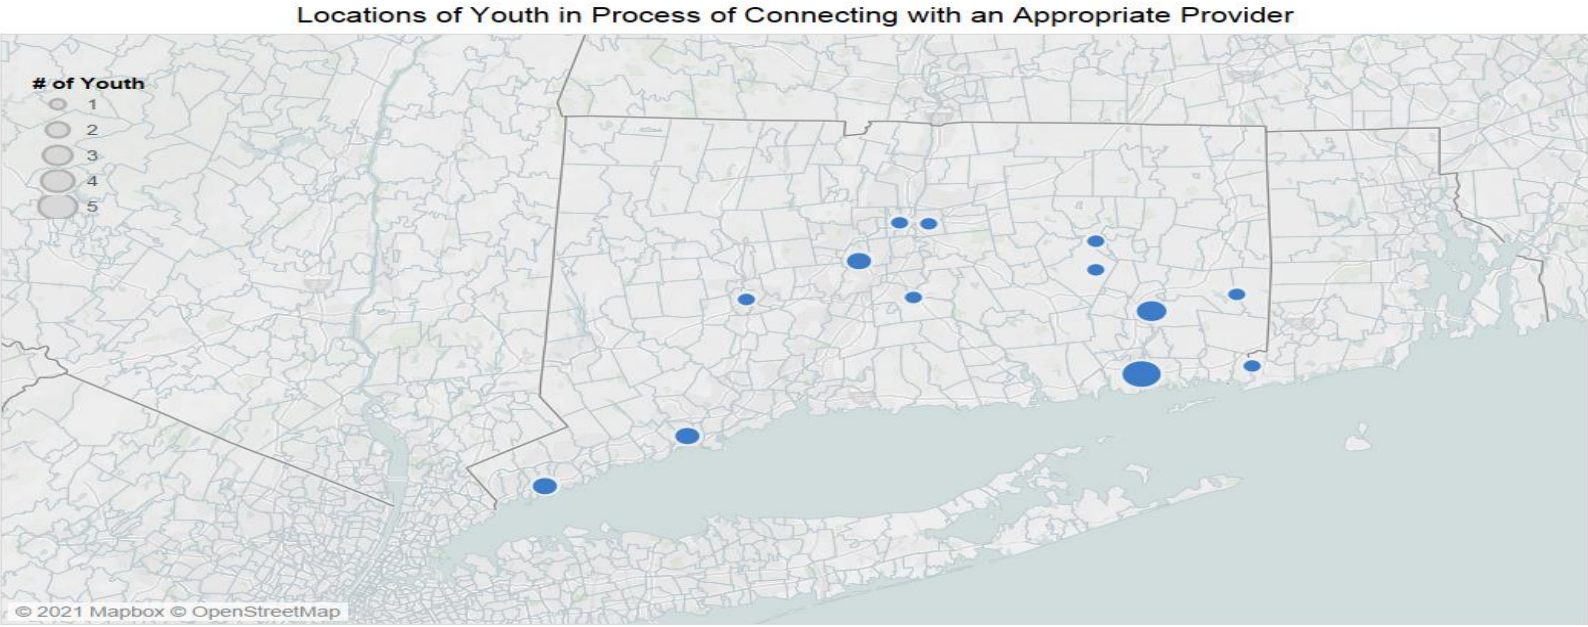 Locations of Youth in Process of Connecting with an Appropriate Provider
# of Youth
1
2
3
4
5
© 2021 Mapbox © OpenStreetMap